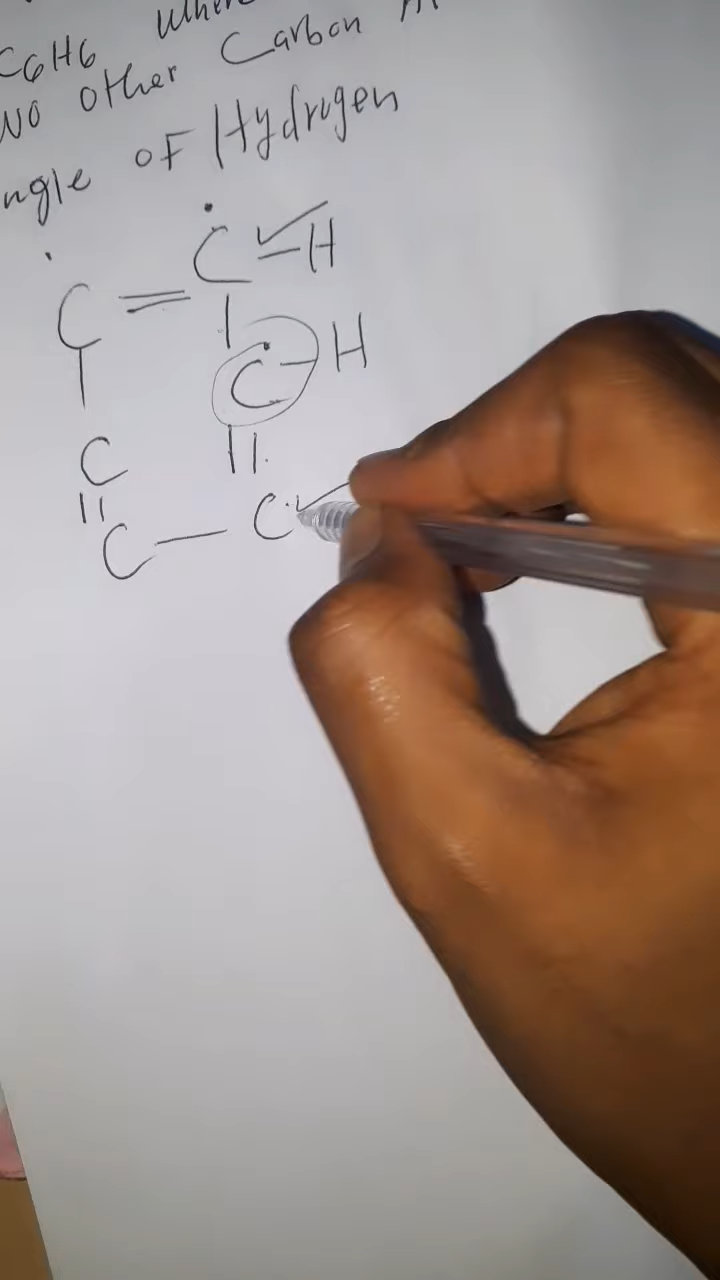 C6H6 where
No other Carbon
ngle of Hydrogen
C = C - H
C - H
C
C - C